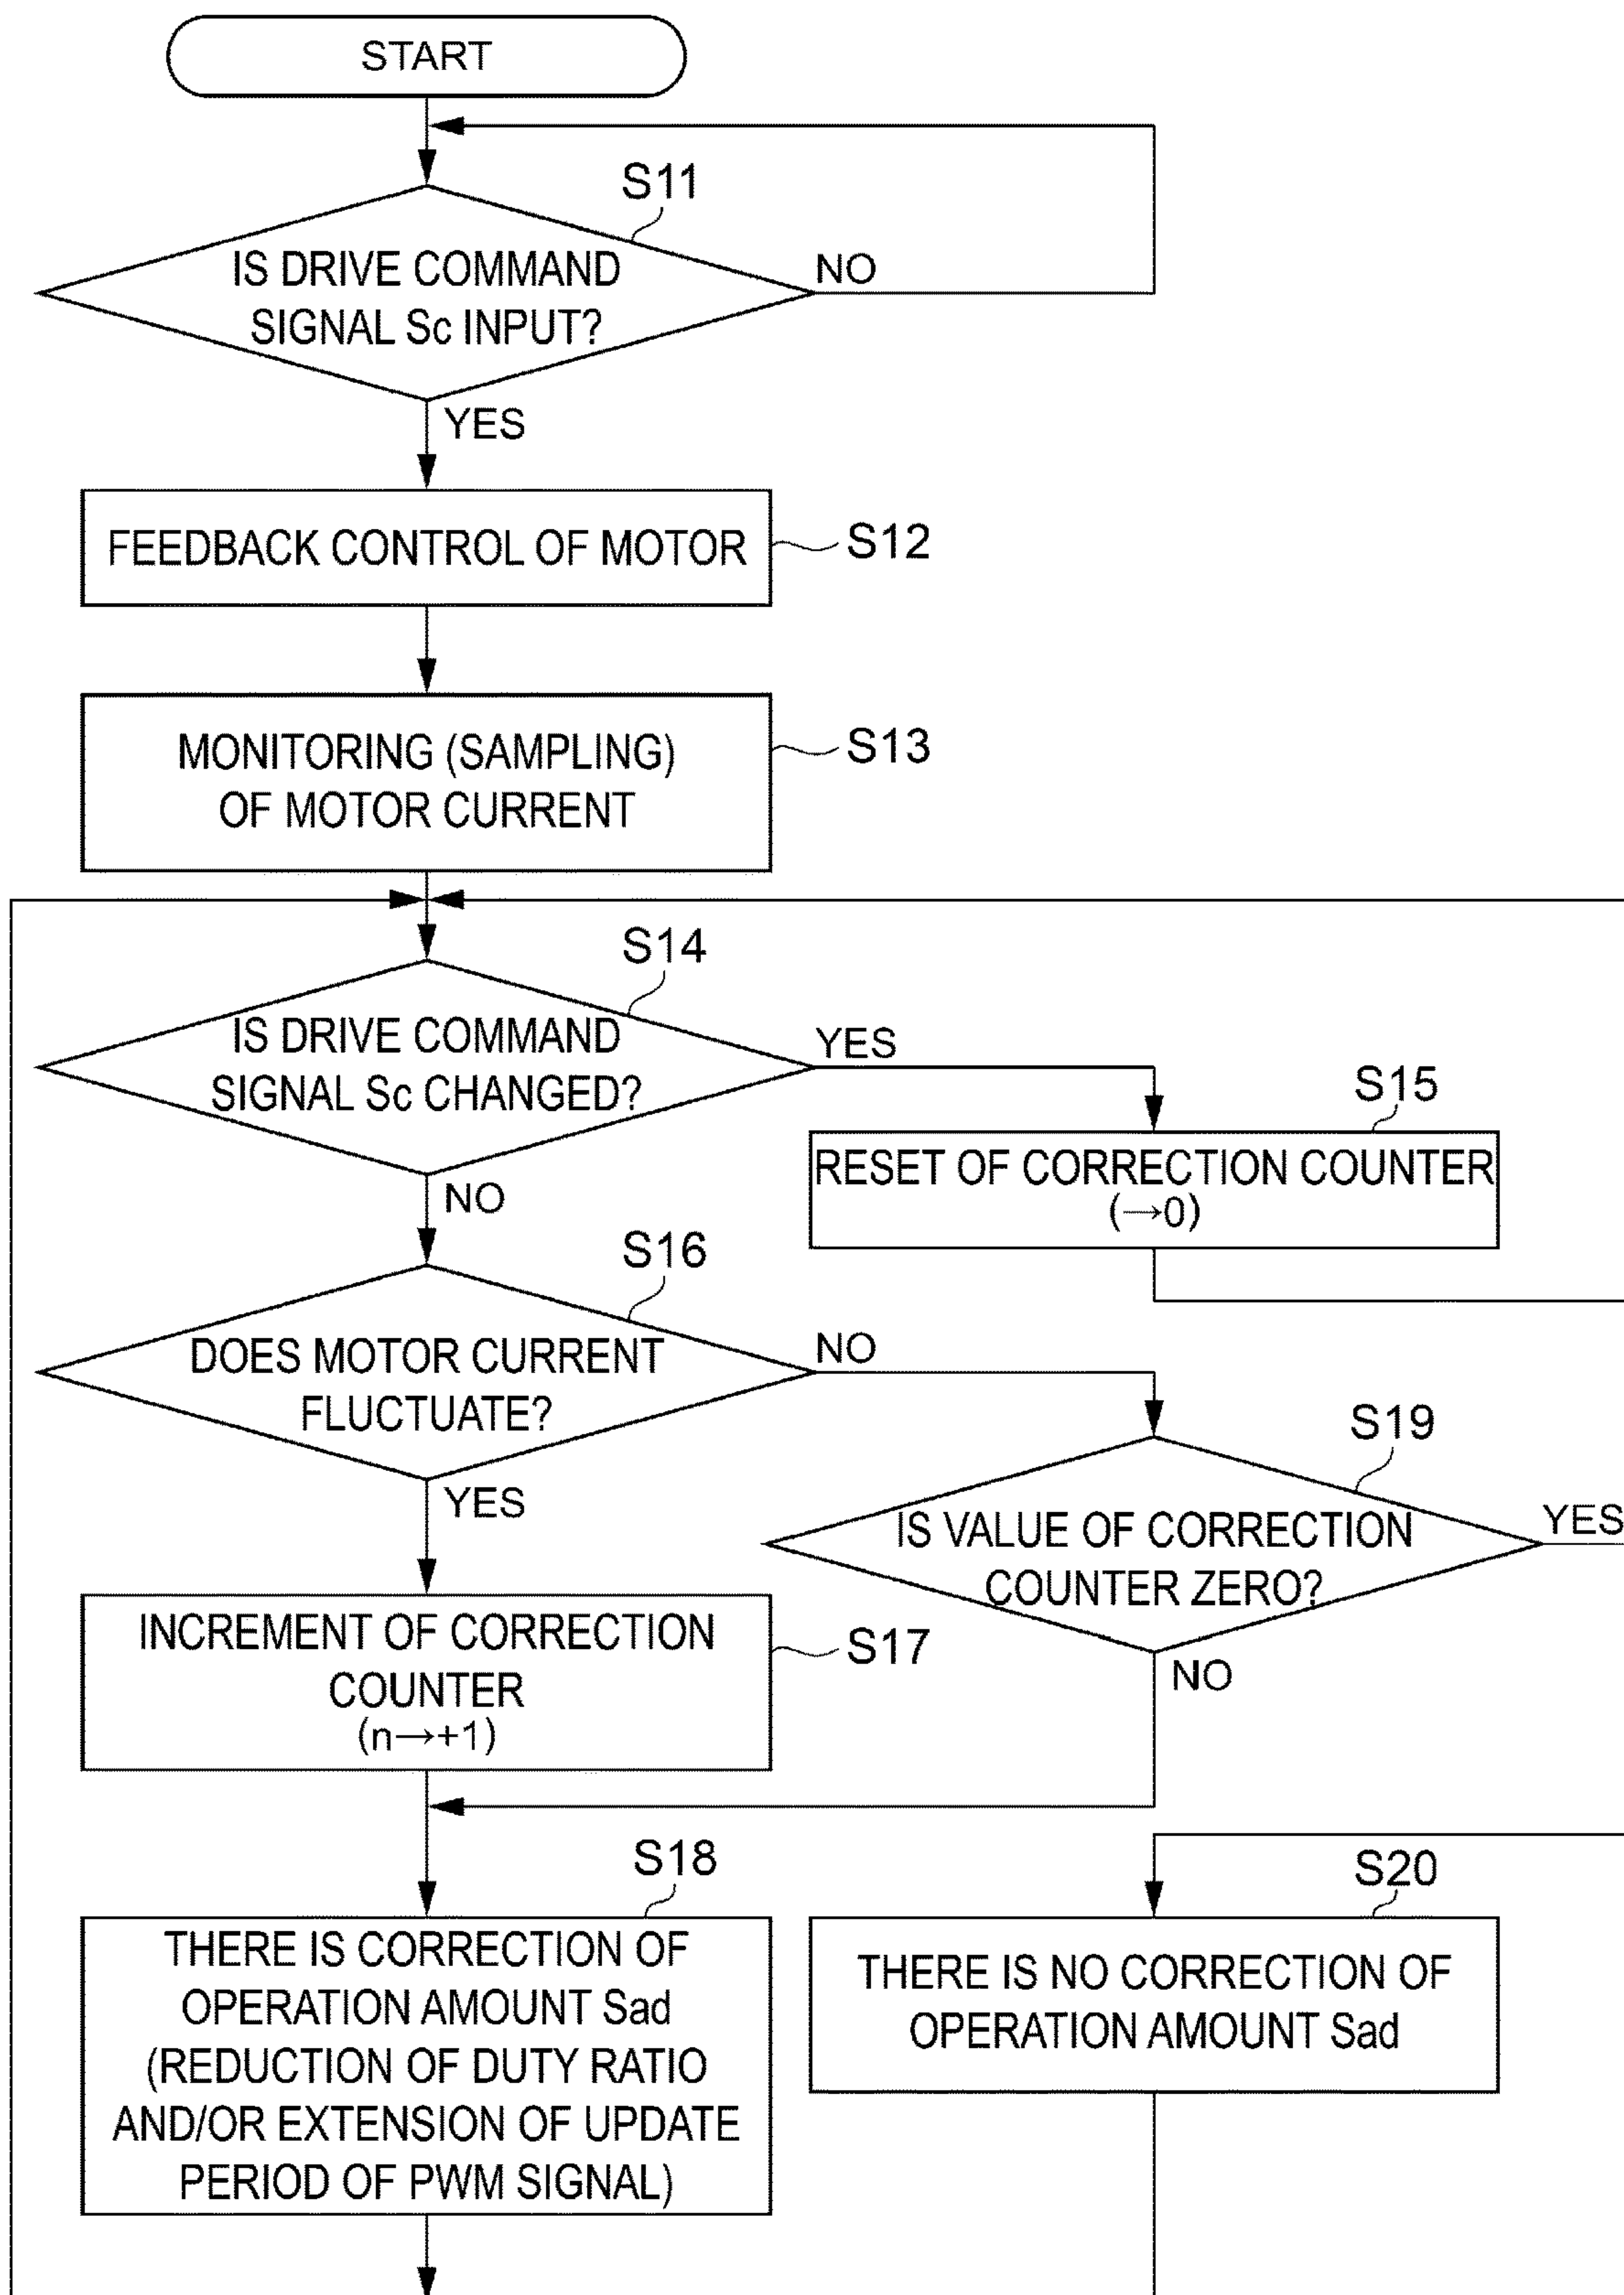 START
S11
IS DRIVE COMMAND
SIGNAL Sc INPUT?
NO
YES
FEEDBACK CONTROL OF MOTOR
S12
MONITORING (SAMPLING)
OF MOTOR CURRENT
S13
S14
IS DRIVE COMMAND
SIGNAL Sc CHANGED?
YES
NO
S15
RESET OF CORRECTION COUNTER
(→0)
S16
DOES MOTOR CURRENT
FLUCTUATE?
NO
YES
S19
IS VALUE OF CORRECTION
COUNTER ZERO?
YES
NO
INCREMENT OF CORRECTION
COUNTER
(n→+1)
S17
S18
THERE IS CORRECTION OF
OPERATION AMOUNT Sad
(REDUCTION OF DUTY RATIO
AND/OR EXTENSION OF UPDATE
PERIOD OF PWM SIGNAL)
S20
THERE IS NO CORRECTION OF
OPERATION AMOUNT Sad